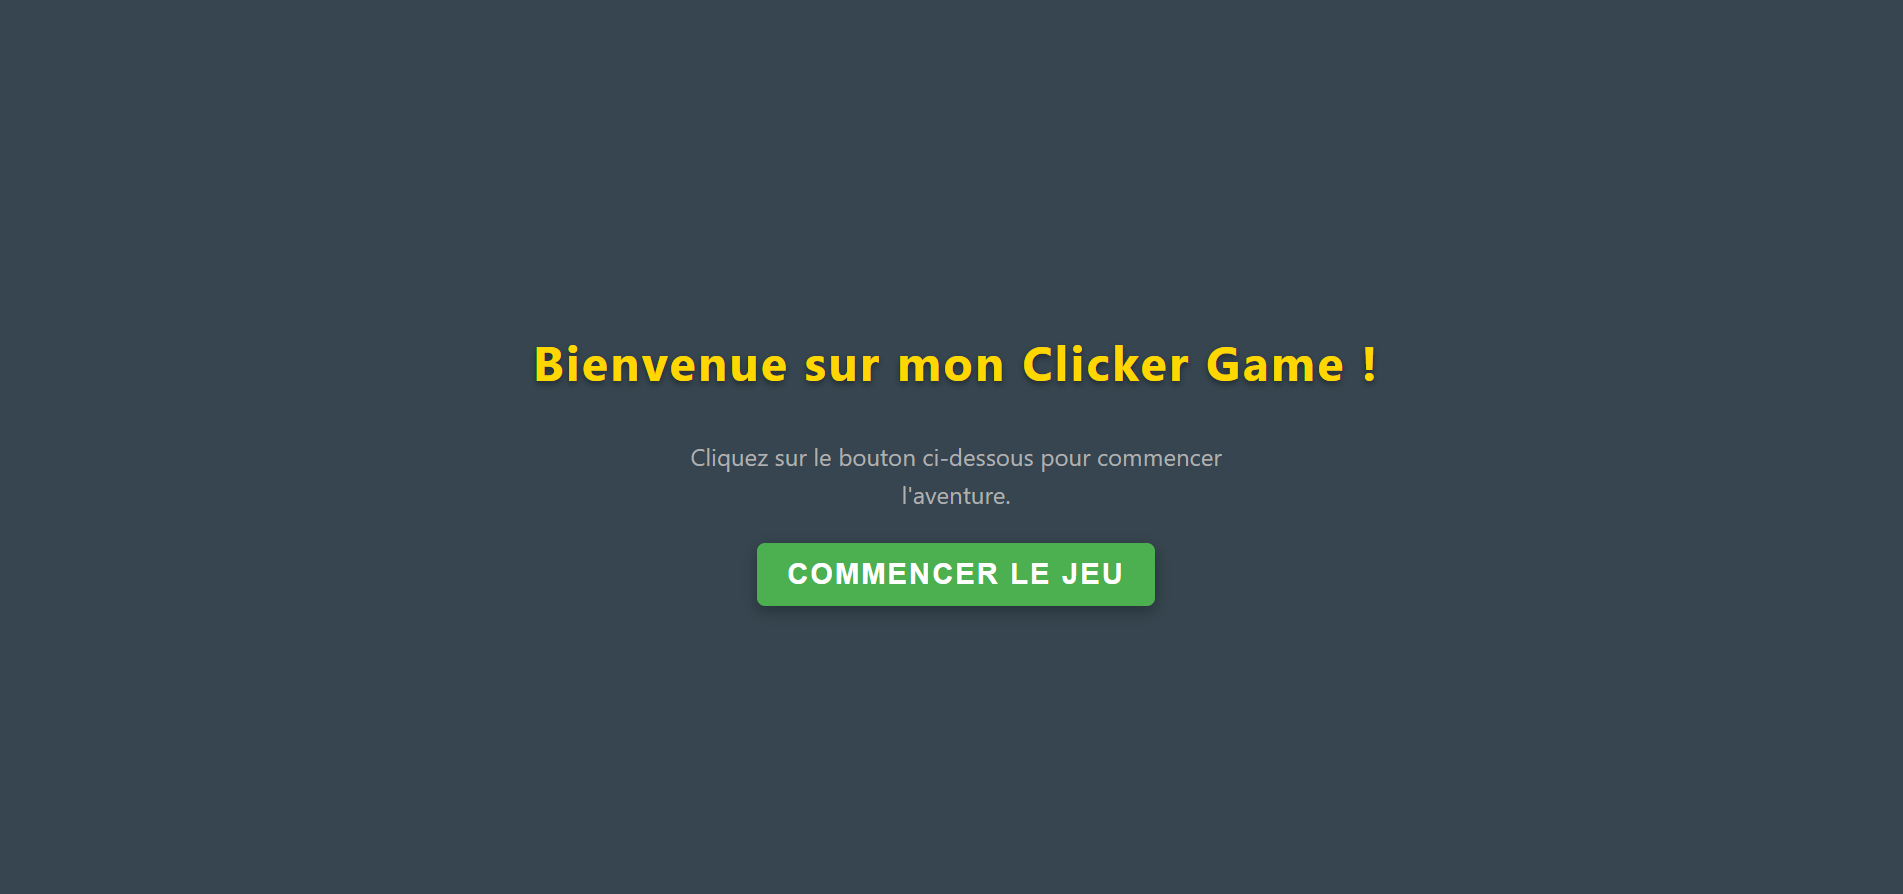 Bienvenue sur mon Clicker Game !
Cliquez sur le bouton ci-dessous pour commencer
l'aventure.
COMMENCER LE JEU